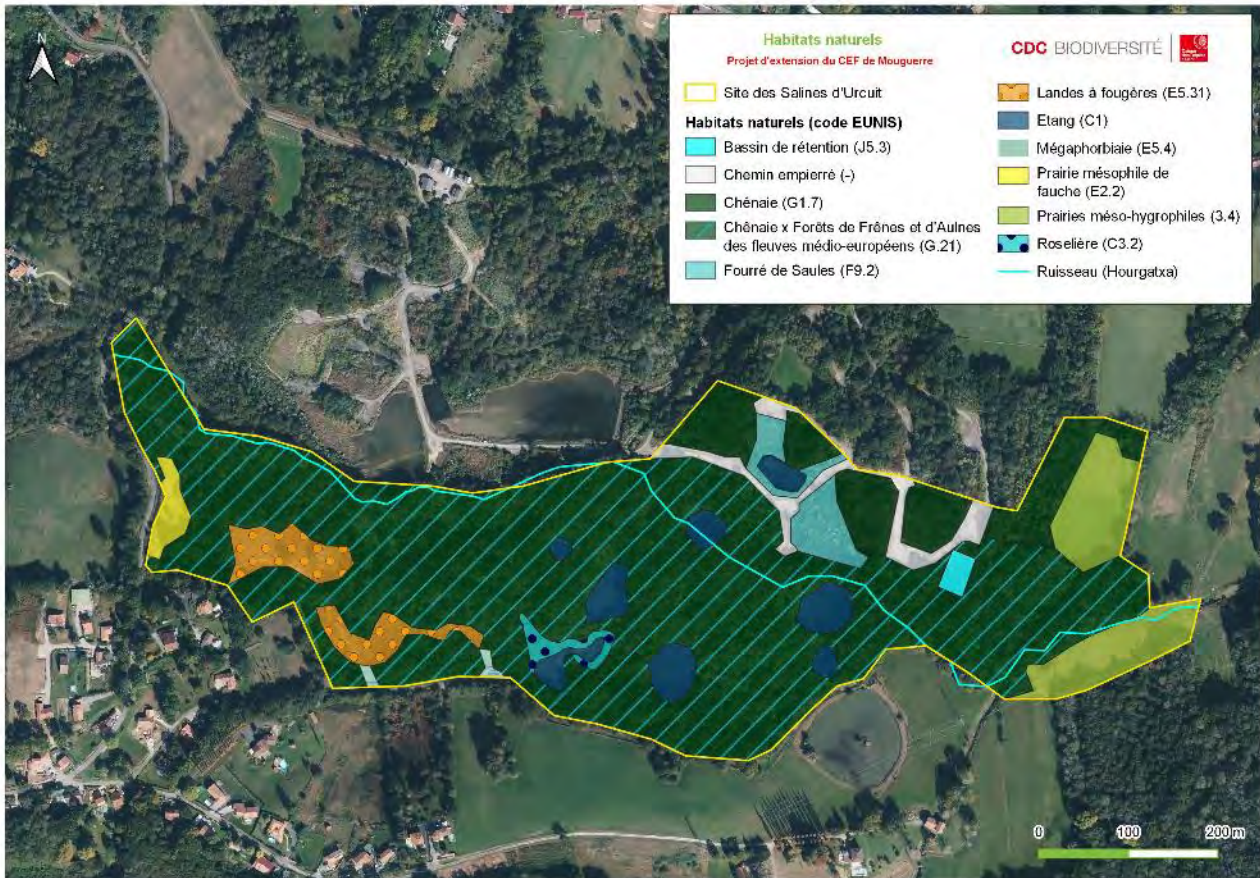 N
Habitats naturels
Projet d'extension du CEF de Mouguerre
Site des Salines d'Urcuit
Habitats naturels (code EUNIS)
Bassin de rétention (J5.3)
Chemin empierré (-)
Chênaie (G1.7)
Chênaie x Forêts de Frênes et d'Aulnes
des fleuves médio-européens (G.21)
Fourré de Saules (F9.2)
CDC BIODIVERSITÉ
Landes à fougères (E5.31)
Etang (C1)
Mégaphorbiaie (E5.4)
Prairie mésophile de
fauche (E2.2)
Prairies méso-hygrophiles (3.4)
Roselière (C3.2)
Ruisseau (Hourgatxa)
0 100 200 m